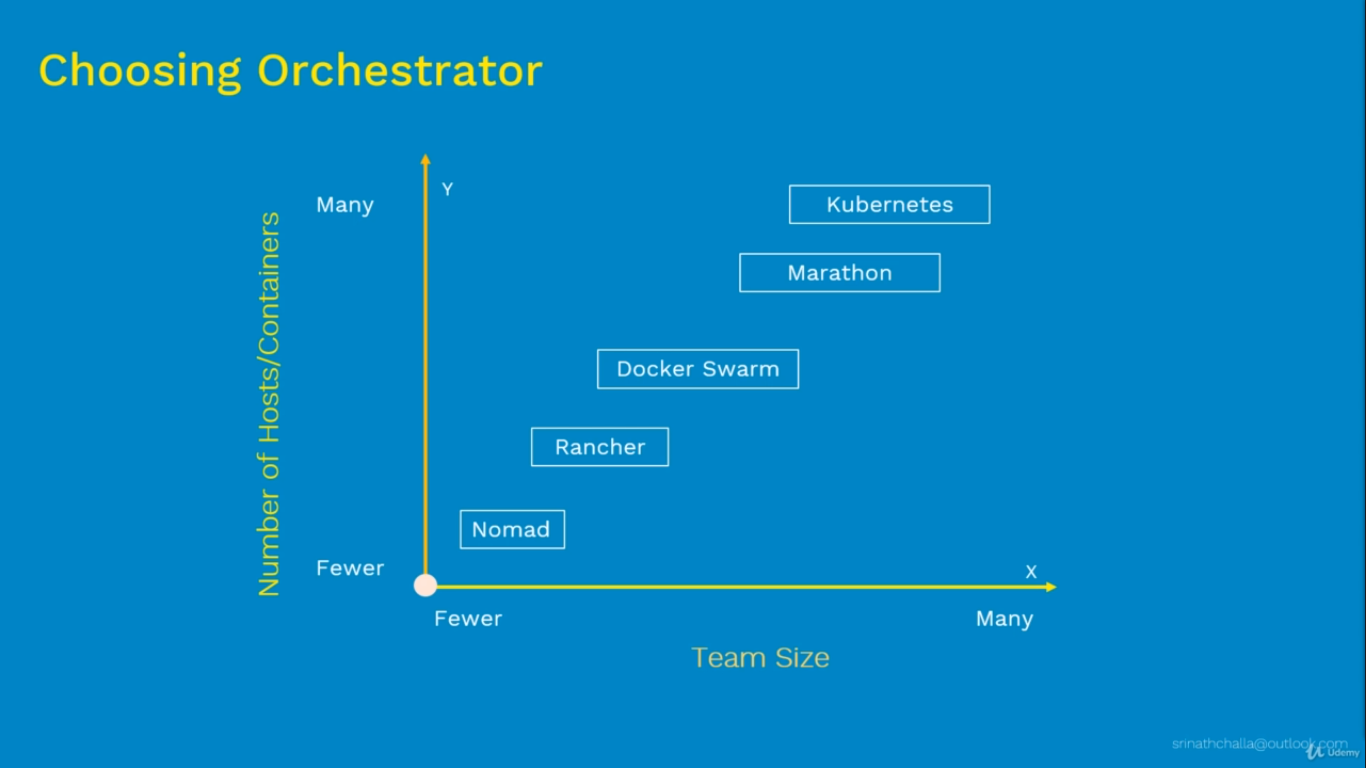 Choosing Orchestrator
Y
Many
Kubernetes
Marathon
Number of Hosts/Containers
Docker Swarm
Rancher
Nomad
Fewer
X
Fewer
Many
Team Size
srinathchalla@outlook.com
Udemy